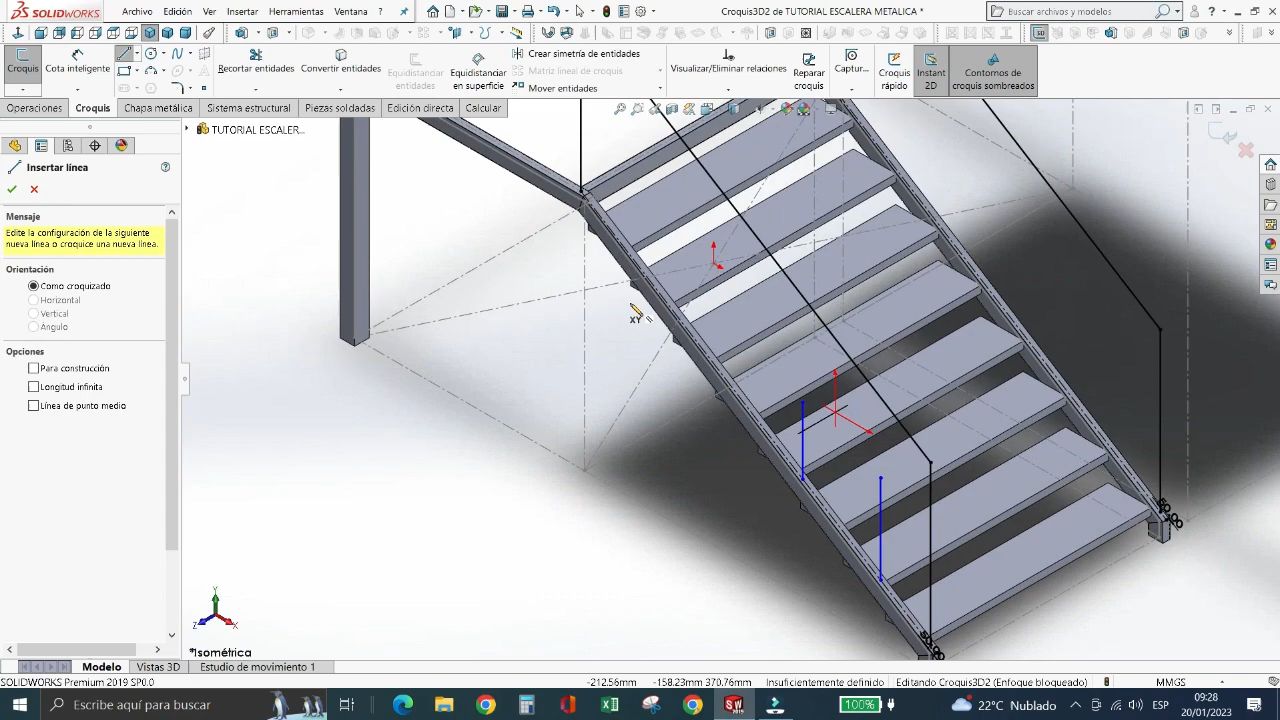 SOLIDWORKS
Archivo Edición Ver Insertar Herramientas Ventana
Croquis3D2 de TUTORIAL ESCALERA METALICA *
Buscar archivos y modelos
Croquis
Cota inteligente
Recortar entidades
Convertir entidades
Equidistanciar entidades
Equidistanciar en superficie
Crear simetría de entidades
Matriz lineal de croquis
Mover entidades
Visualizar/Eliminar relaciones
Reparar croquis
Captur...
Croquis rápido
Instant 2D
Contornos de croquis sombreados
Operaciones Croquis Chapa metálica Sistema estructural Piezas soldadas Edición directa Calcular
TUTORIAL ESCALER...
Insertar línea
Mensaje
Edite la configuración de la siguiente
nueva línea o croquice una nueva línea.
Orientación
Como croquizado
Horizontal
Vertical
Ángulo
Opciones
Para construcción
Longitud infinita
Línea de punto medio
XY
50.00
50.00
Y
Z
X
*Isométrica
Modelo Vistas 3D Estudio de movimiento 1
SOLIDWORKS Premium 2019 SP0.0
-212.56mm -158.23mm 370.76mm Insuficientemente definido Editando Croquis3D2 (Enfoque bloqueado) MMGS
Escribe aquí para buscar
100%
22°C Nublado
ESP
09:28
20/01/2023